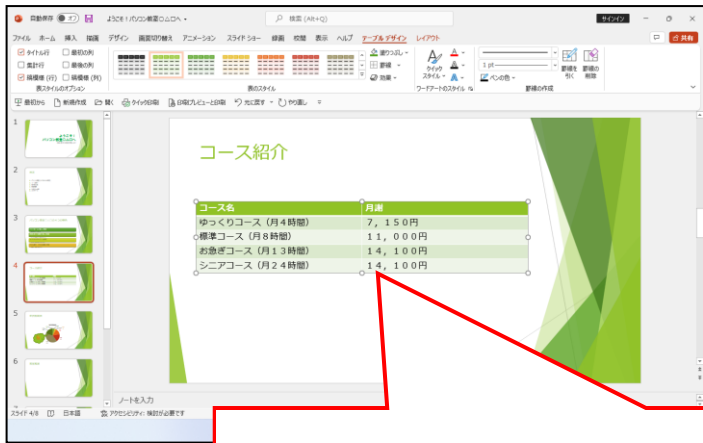 自動保存 オフ ようこそ！パソコン教室○△□へ 検索 (Alt+Q) サインイン
ファイル ホーム 挿入 描画 デザイン 画面切り替え アニメーション スライド ショー 録画 校閲 表示 ヘルプ テーブル デザイン レイアウト 共有
タイトル行 最初の列
集計行 最後の列
縞模様 (行) 縞模様 (列)
表スタイルのオプション
表のスタイル
塗りつぶし
罫線
効果
クイック
スタイル
ワードアートのスタイル
1 pt
ペンの色
罫線を
引く
罫線の
削除
罫線の作成
最初から 新規作成 開く クイック印刷 印刷プレビューと印刷 元に戻す やり直し
1
2
3
4
5
6
コース紹介
コース名 月謝
ゆっくりコース（月４時間） ７，１５０円
標準コース（月８時間） １１，０００円
お急ぎコース（月１３時間） １４，１００円
シニアコース（月２４時間） １４，１００円
ノートを入力
スライド 4/8 日本語 アクセシビリティ: 検討が必要です